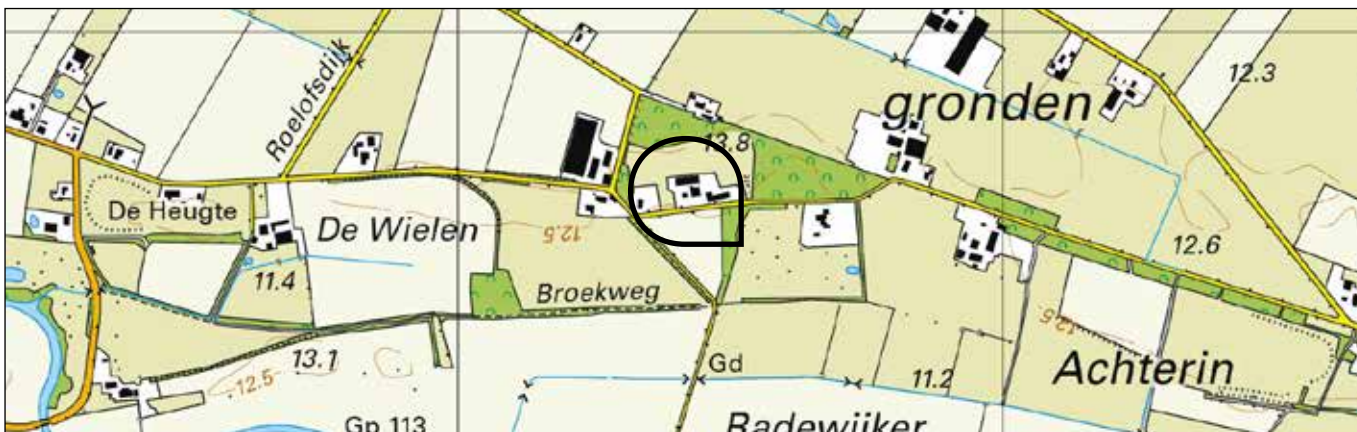 12.3
gronden
Roelofsdijk
13.8
De Heugte
De Wielen
12.5
12.6
11.4
Broekweg
12.5
13.1
12.5
Gd
11.2
Achterin
Gp 113
Radewijker